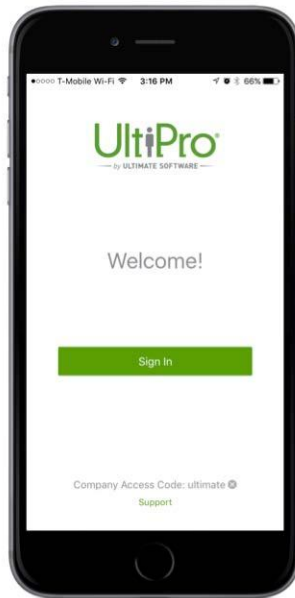 T-Mobile Wi-Fi 3:16 PM 66%
UltiPro®
by ULTIMATE SOFTWARE
Welcome!
Sign In
Company Access Code: ultimate
Support